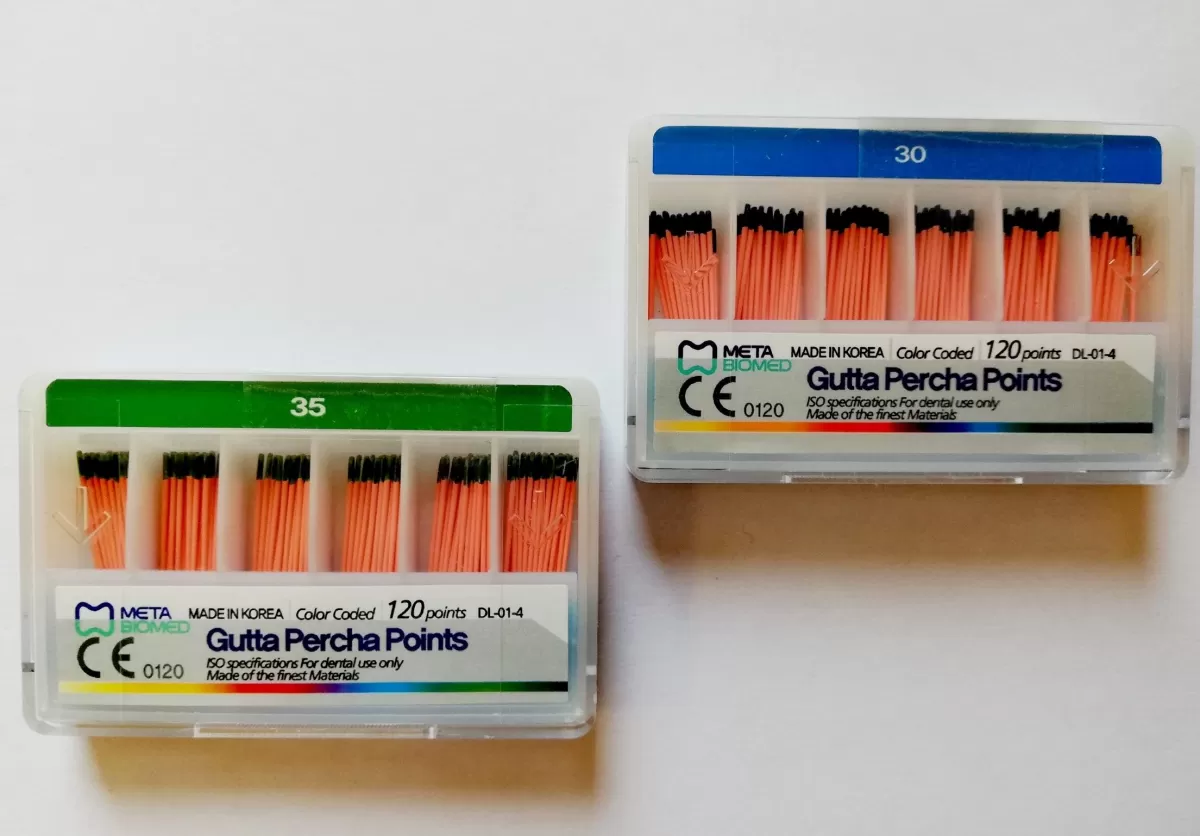 30
META
BIOMED
MADE IN KOREA Color Coded 120 points DL-01-4
Gutta Percha Points
CE 0120
ISO specifications For dental use only
Made of the finest Materials
35
META
BIOMED
MADE IN KOREA Color Coded 120 points DL-01-4
Gutta Percha Points
CE 0120
ISO specifications For dental use only
Made of the finest Materials